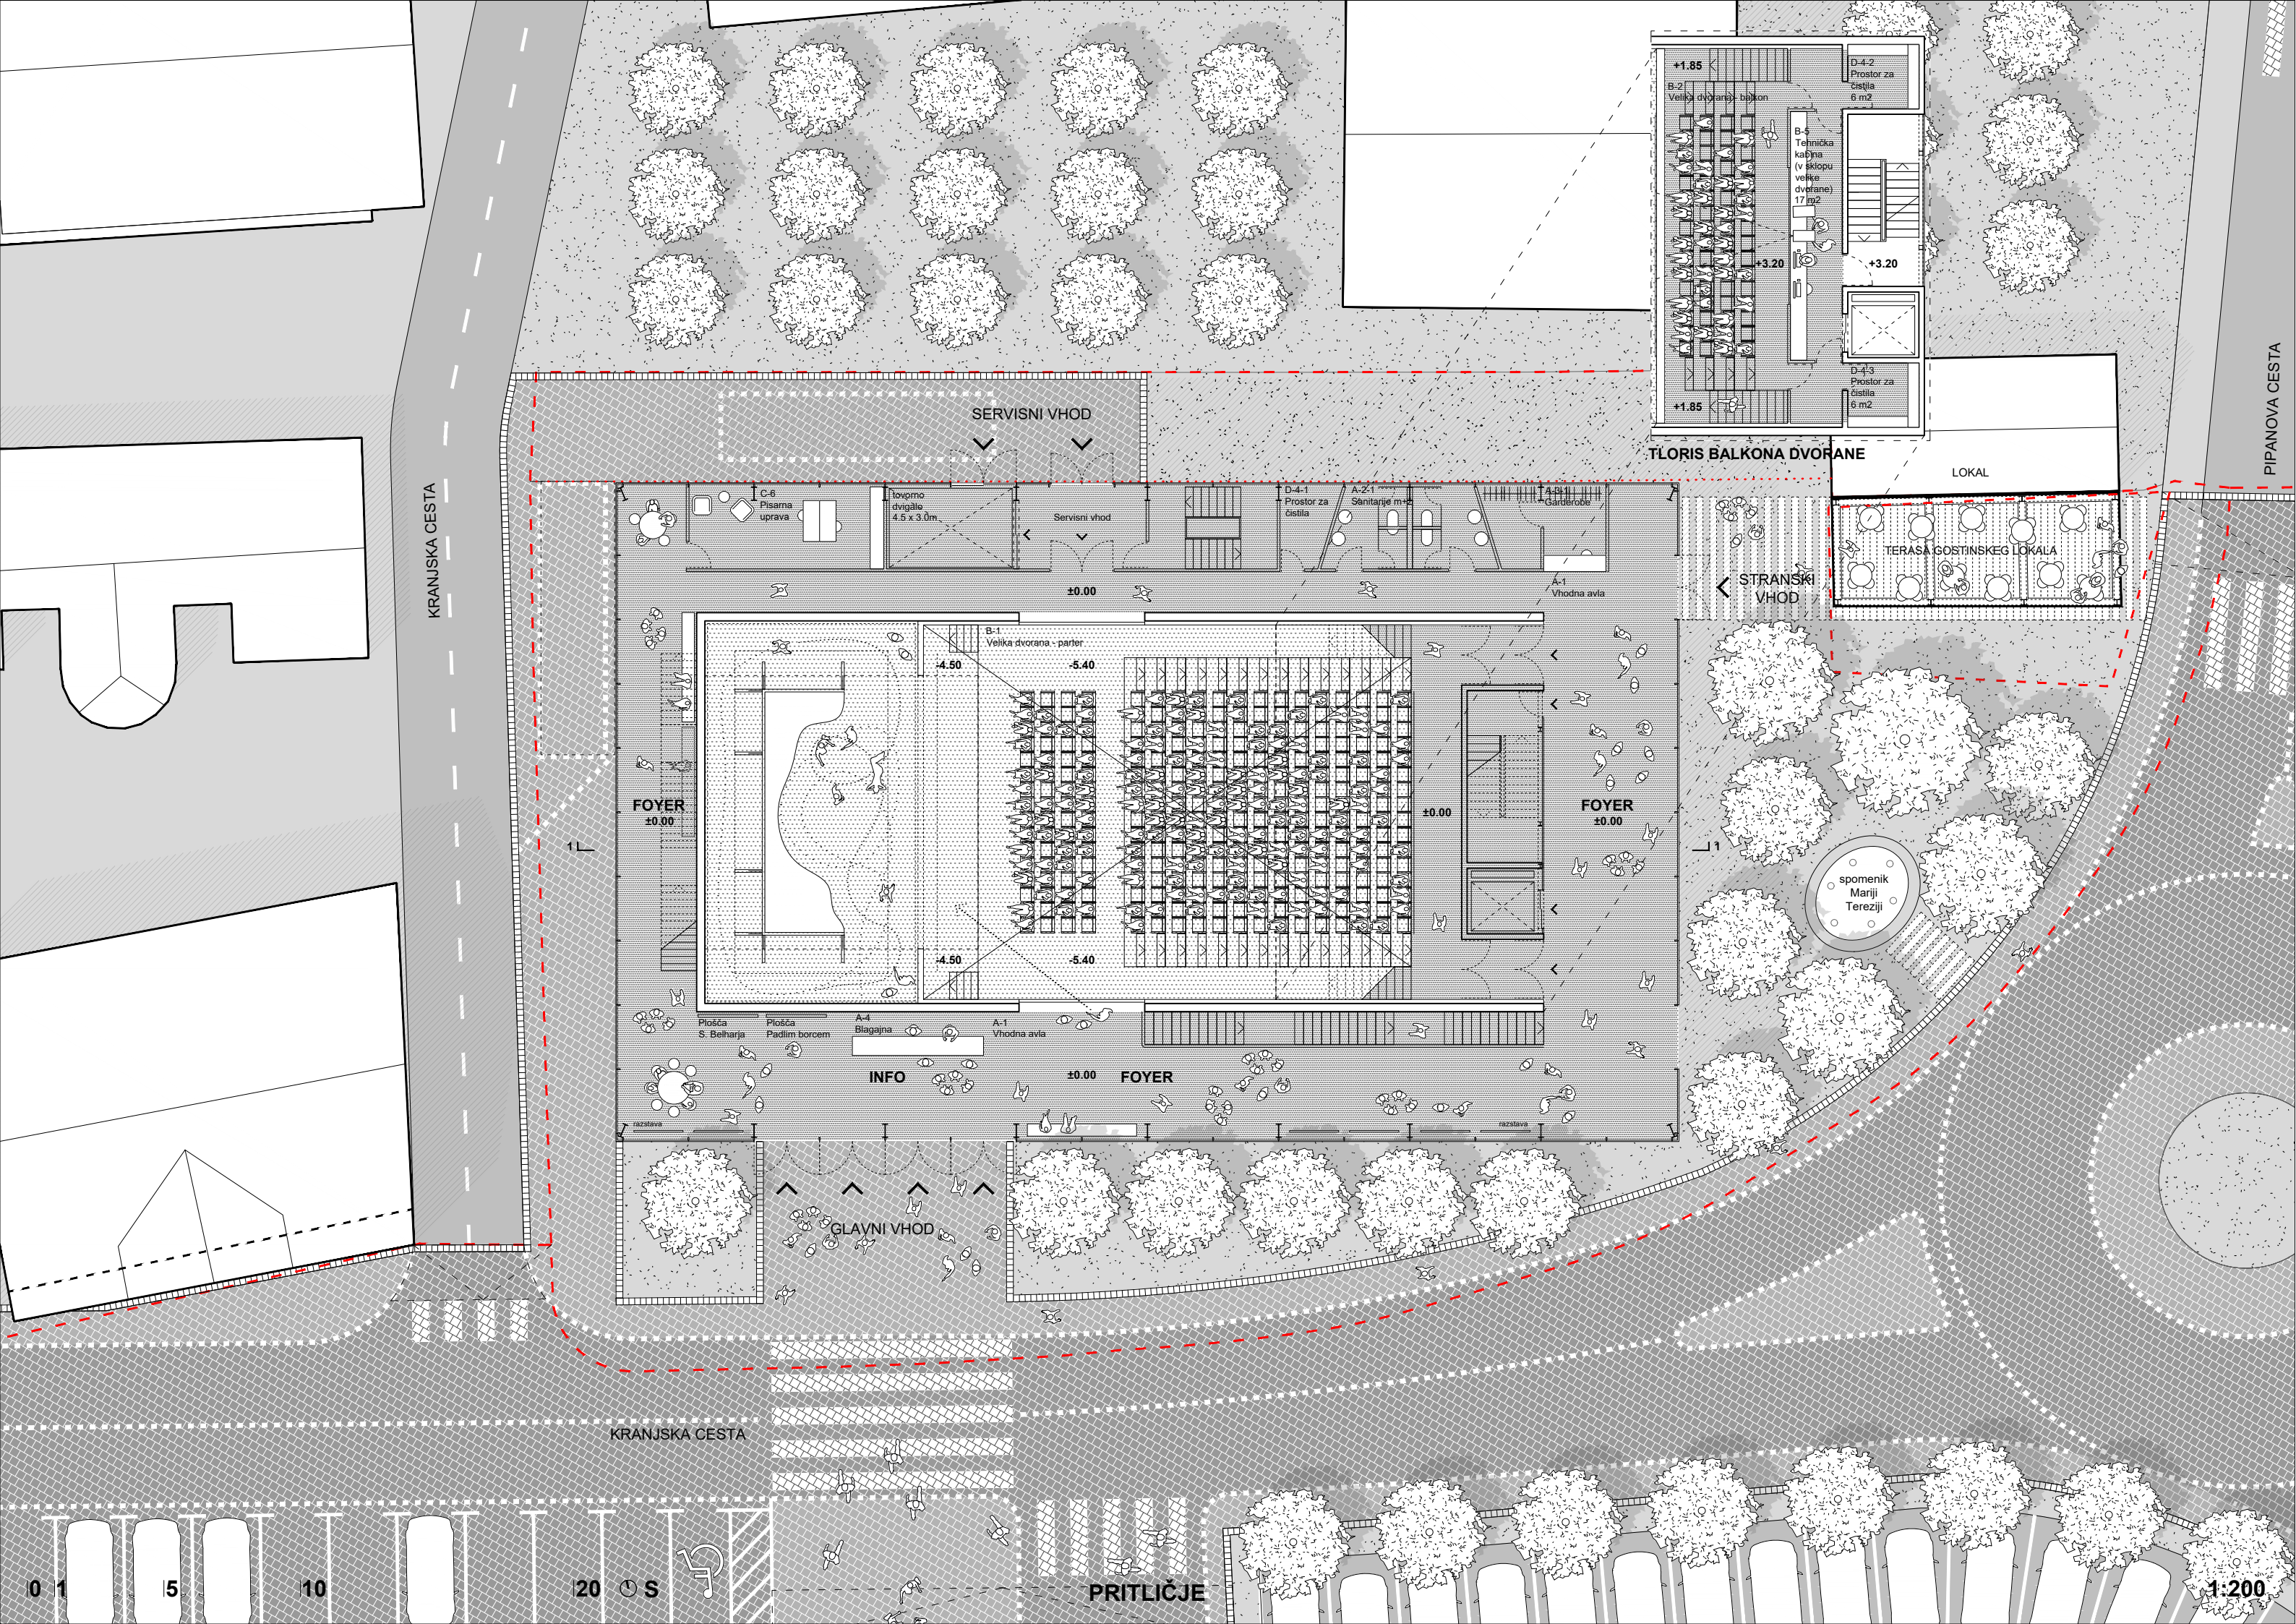 +1.85
D-4-2
Prostor za
čistila
6 m2
B-2
Velika dvorana - balkon
B-5
Tehnička
kabina
(v sklopu
velike
dvorane)
17 m2
+3.20
+3.20
D-4-3
Prostor za
čistila
6 m2
+1.85
TLORIS BALKONA DVORANE
LOKAL
PIPANOVA CESTA
KRANJSKA CESTA
SERVISNI VHOD
C-6
Pisarna
uprava
tovorno
dvigalo
4.5 x 3.0m
Servisni vhod
D-4-1
Prostor za
čistila
A-2-1
Sanitarije m+ž
A-3-1
Garderobe
TERASA GOSTINSKEGA LOKALA
STRANSKI
VHOD
±0.00
A-1
Vhodna avla
B-1
Velika dvorana - parter
-4.50
-5.40
FOYER
±0.00
±0.00
FOYER
±0.00
1
1
spomenik
Mariji
Tereziji
-4.50
-5.40
Plošča
S. Belharja
Plošča
Padlim borcem
A-4
Blagajna
A-1
Vhodna avla
INFO
±0.00
FOYER
razstava
razstava
GLAVNI VHOD
KRANJSKA CESTA
0
1
5
10
20
S
PRITLIČJE
1:200